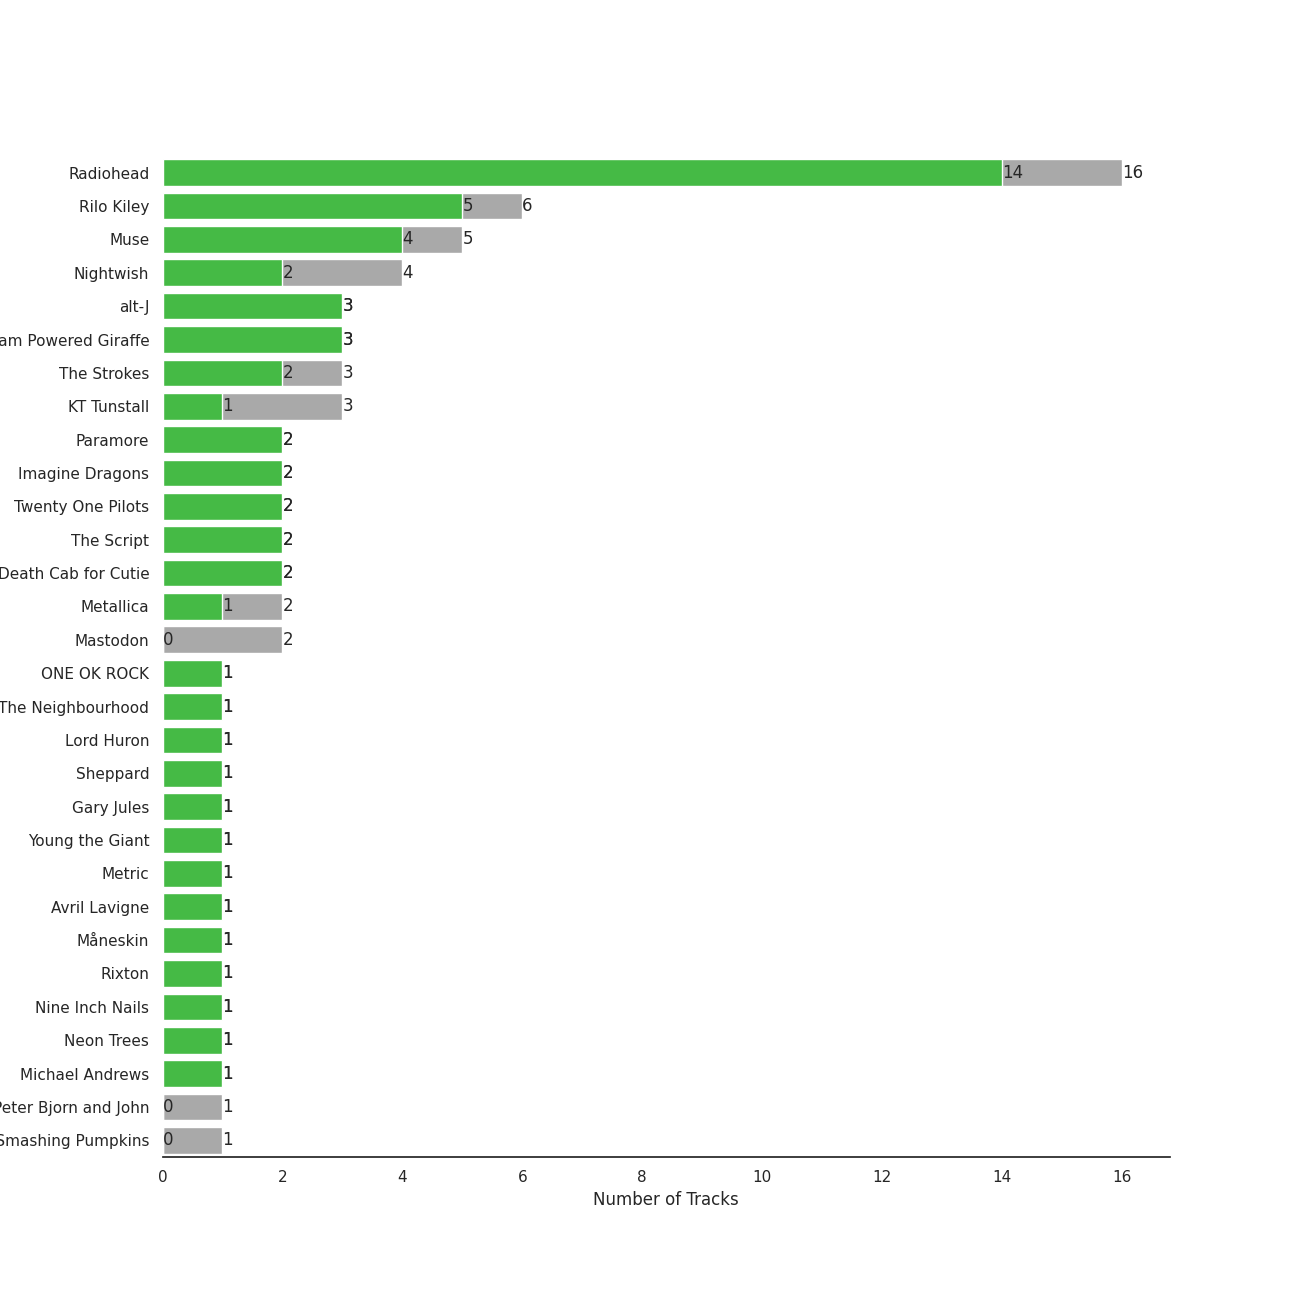 Radiohead 14 16
Rilo Kiley 5 6
Muse 4 5
Nightwish 2 4
alt-J 3
am Powered Giraffe 3
The Strokes 2 3
KT Tunstall 1 3
Paramore 2
Imagine Dragons 2
Twenty One Pilots 2
The Script 2
Death Cab for Cutie 2
Metallica 1 2
Mastodon 0 2
ONE OK ROCK 1
The Neighbourhood 1
Lord Huron 1
Sheppard 1
Gary Jules 1
Young the Giant 1
Metric 1
Avril Lavigne 1
Måneskin 1
Rixton 1
Nine Inch Nails 1
Neon Trees 1
Michael Andrews 1
Peter Bjorn and John 0 1
Smashing Pumpkins 0 1
0 2 4 6 8 10 12 14 16
Number of Tracks